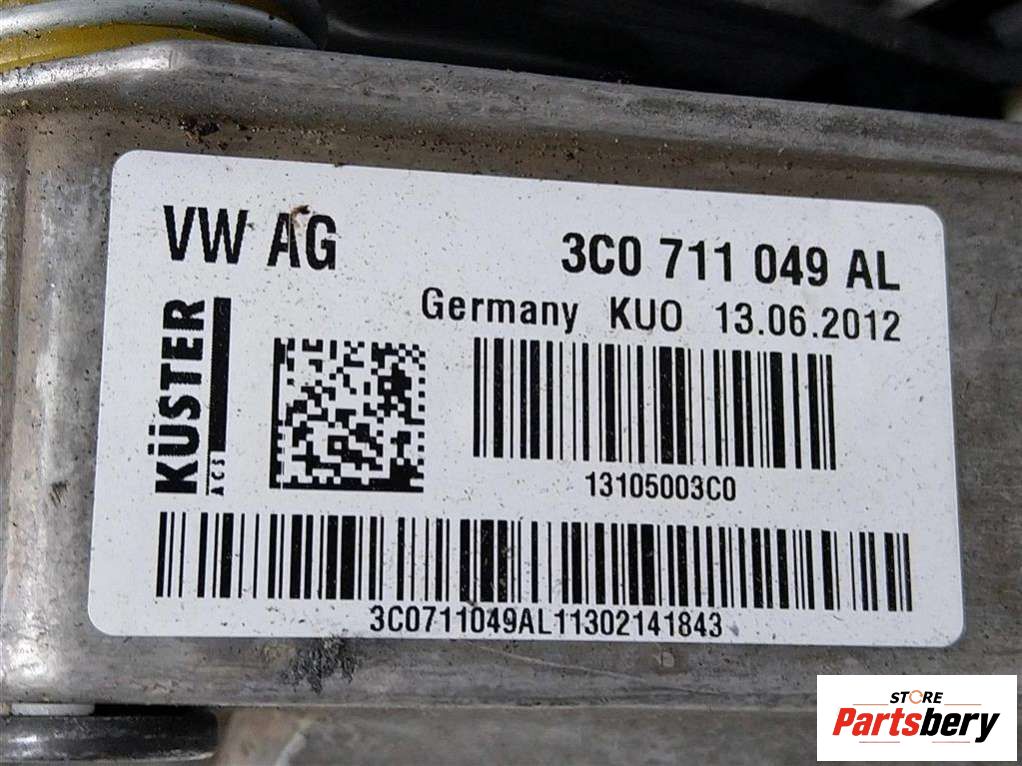 VW AG 3C0 711 049 AL
Germany KUO 13.06.2012
KÜSTER
ACS
13105003C0
3C0711049AL11302141843
STORE
Partsbery